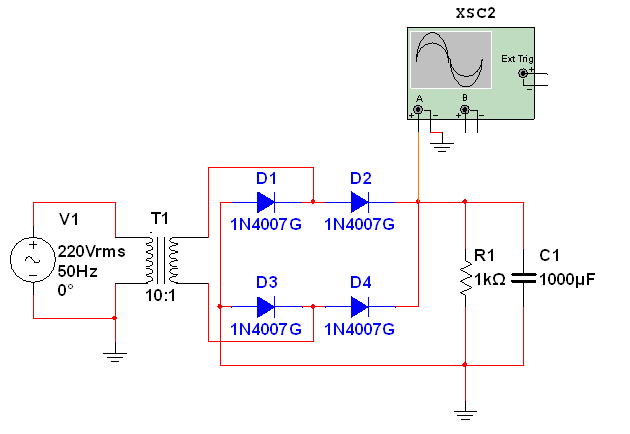 XSC2
Ext Trig
+
−
A
B
+ − + −
D1
D2
1N4007G
1N4007G
V1
+
−
220Vrms
50Hz
0°
T1
10:1
D3
D4
1N4007G
1N4007G
R1
1kΩ
C1
1000µF